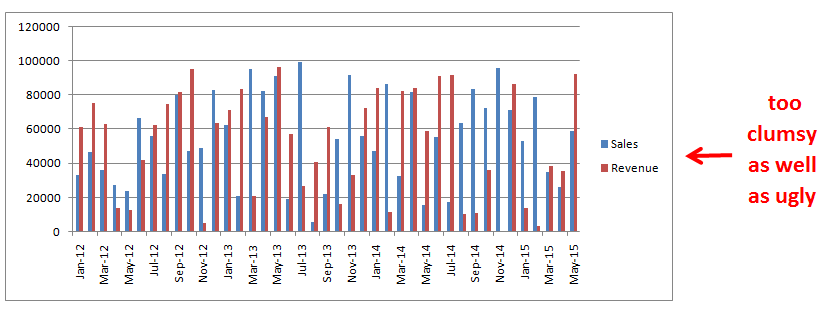 120000
100000
80000
60000
40000
20000
0
Jan-12
Mar-12
May-12
Jul-12
Sep-12
Nov-12
Jan-13
Mar-13
May-13
Jul-13
Sep-13
Nov-13
Jan-14
Mar-14
May-14
Jul-14
Sep-14
Nov-14
Jan-15
Mar-15
May-15
Sales
Revenue
too
clumsy
as well
as ugly